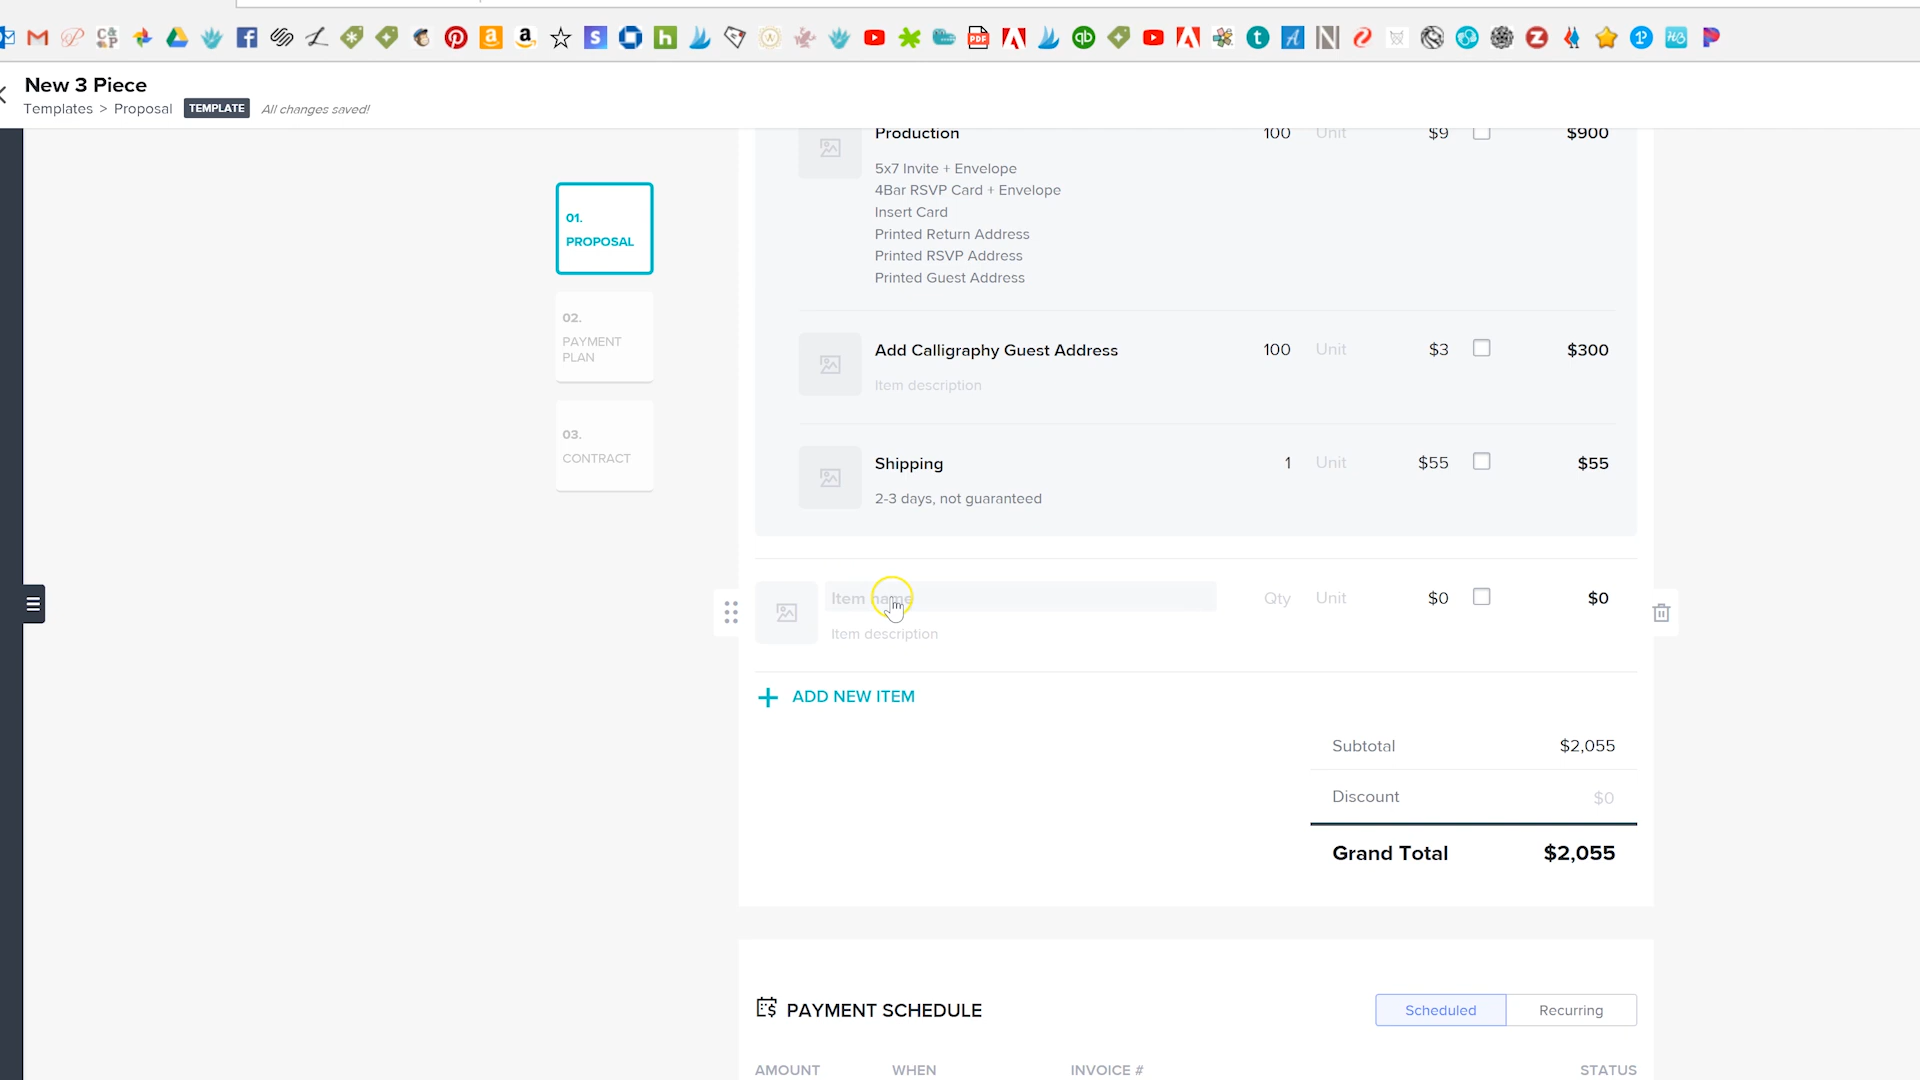 New 3 Piece
Templates > Proposal TEMPLATE All changes saved!
Production 100 Unit $9 $900
5x7 Invite + Envelope
4Bar RSVP Card + Envelope
Insert Card
Printed Return Address
Printed RSVP Address
Printed Guest Address
01.
PROPOSAL
02.
PAYMENT
PLAN
03.
CONTRACT
Add Calligraphy Guest Address 100 Unit $3 $300
Item description
Shipping 1 Unit $55 $55
2-3 days, not guaranteed
Item name Qty Unit $0 $0
Item description
+ ADD NEW ITEM
Subtotal $2,055
Discount $0
Grand Total $2,055
PAYMENT SCHEDULE Scheduled Recurring
AMOUNT WHEN INVOICE # STATUS